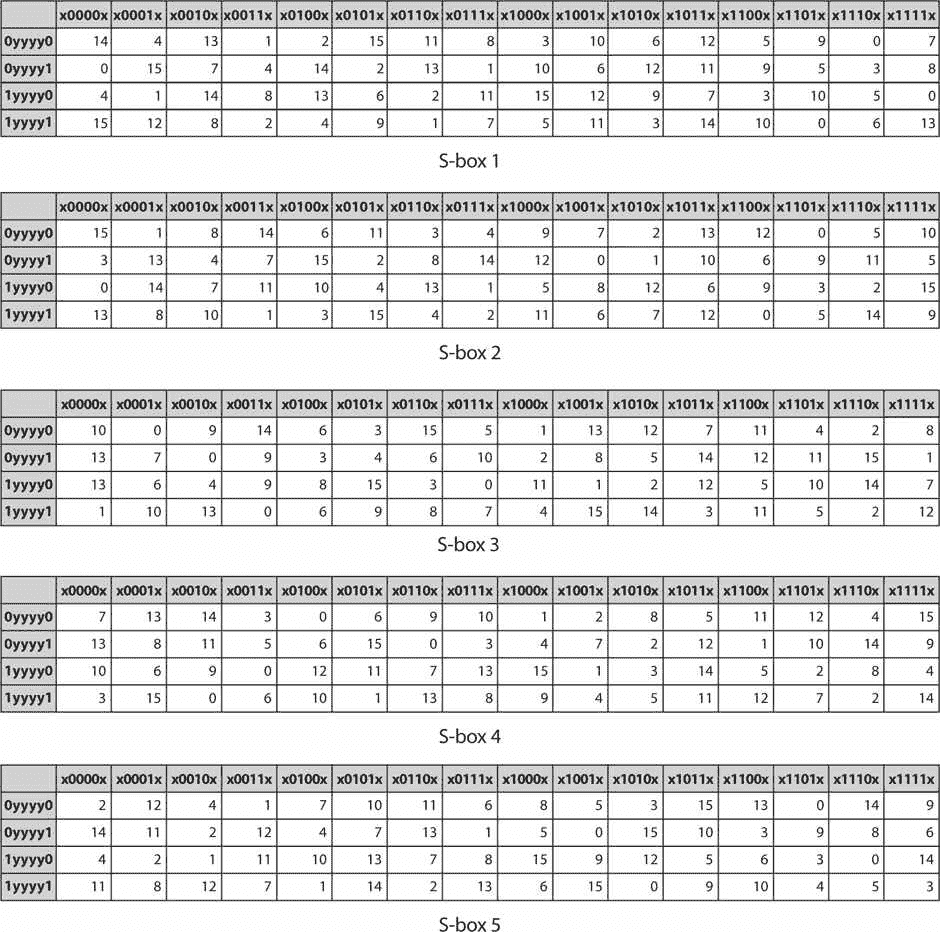 x0000x x0001x x0010x x0011x x0100x x0101x x0110x x0111x x1000x x1001x x1010x x1011x x1100x x1101x x1110x x1111x
0yyyy0 14 4 13 1 2 15 11 8 3 10 6 12 5 9 0 7
0yyyy1 0 15 7 4 14 2 13 1 10 6 12 11 9 5 3 8
1yyyy0 4 1 14 8 13 6 2 11 15 12 9 7 3 10 5 0
1yyyy1 15 12 8 2 4 9 1 7 5 11 3 14 10 0 6 13
S-box 1
x0000x x0001x x0010x x0011x x0100x x0101x x0110x x0111x x1000x x1001x x1010x x1011x x1100x x1101x x1110x x1111x
0yyyy0 15 1 8 14 6 11 3 4 9 7 2 13 12 0 5 10
0yyyy1 3 13 4 7 15 2 8 14 12 0 1 10 6 9 11 5
1yyyy0 0 14 7 11 10 4 13 1 5 8 12 6 9 3 2 15
1yyyy1 13 8 10 1 3 15 4 2 11 6 7 12 0 5 14 9
S-box 2
x0000x x0001x x0010x x0011x x0100x x0101x x0110x x0111x x1000x x1001x x1010x x1011x x1100x x1101x x1110x x1111x
0yyyy0 10 0 9 14 6 3 15 5 1 13 12 7 11 4 2 8
0yyyy1 13 7 0 9 3 4 6 10 2 8 5 14 12 11 15 1
1yyyy0 13 6 4 9 8 15 3 0 11 1 2 12 5 10 14 7
1yyyy1 1 10 13 0 6 9 8 7 4 15 14 3 11 5 2 12
S-box 3
x0000x x0001x x0010x x0011x x0100x x0101x x0110x x0111x x1000x x1001x x1010x x1011x x1100x x1101x x1110x x1111x
0yyyy0 7 13 14 3 0 6 9 10 1 2 8 5 11 12 4 15
0yyyy1 13 8 11 5 6 15 0 3 4 7 2 12 1 10 14 9
1yyyy0 10 6 9 0 12 11 7 13 15 1 3 14 5 2 8 4
1yyyy1 3 15 0 6 10 1 13 8 9 4 5 11 12 7 2 14
S-box 4
x0000x x0001x x0010x x0011x x0100x x0101x x0110x x0111x x1000x x1001x x1010x x1011x x1100x x1101x x1110x x1111x
0yyyy0 2 12 4 1 7 10 11 6 8 5 3 15 13 0 14 9
0yyyy1 14 11 2 12 4 7 13 1 5 0 15 10 3 9 8 6
1yyyy0 4 2 1 11 10 13 7 8 15 9 12 5 6 3 0 14
1yyyy1 11 8 12 7 1 14 2 13 6 15 0 9 10 4 5 3
S-box 5